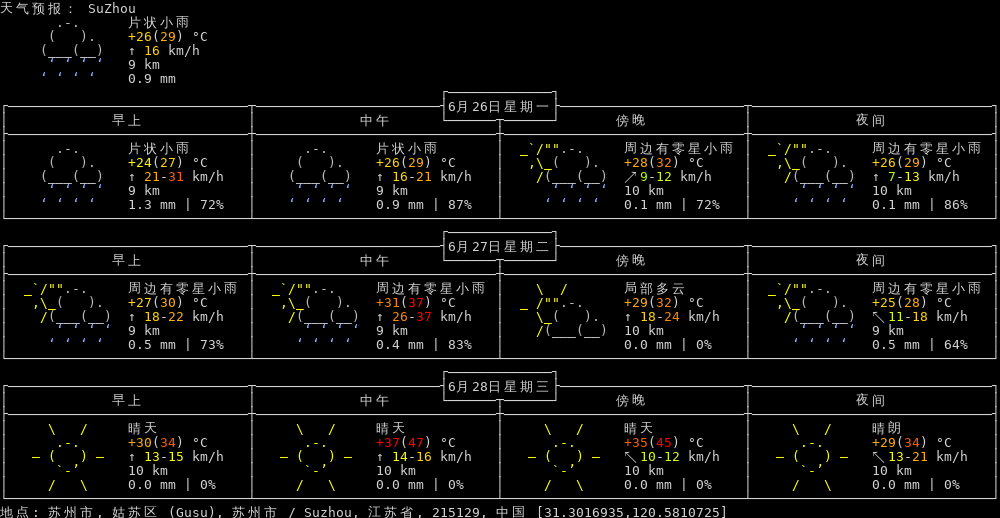 天气预报: SuZhou
片状小雨
+26(29) °C
↑ 16 km/h
9 km
0.9 mm
6月26日星期一
早上 中午 傍晚 夜间
片状小雨 片状小雨 周边有零星小雨 周边有零星小雨
+24(27) °C +26(29) °C +28(32) °C +26(29) °C
↑ 21-31 km/h ↑ 16-21 km/h ↗ 9-12 km/h ↑ 7-13 km/h
9 km 9 km 10 km 10 km
1.3 mm | 72% 0.9 mm | 87% 0.1 mm | 72% 0.1 mm | 86%
6月27日星期二
早上 中午 傍晚 夜间
周边有零星小雨 周边有零星小雨 局部多云 周边有零星小雨
+27(30) °C +31(37) °C +29(32) °C +25(28) °C
↑ 18-22 km/h ↑ 26-37 km/h ↑ 18-24 km/h ↖ 11-18 km/h
9 km 9 km 10 km 9 km
0.5 mm | 73% 0.4 mm | 83% 0.0 mm | 0% 0.5 mm | 64%
6月28日星期三
早上 中午 傍晚 夜间
晴天 晴天 晴天 晴朗
+30(34) °C +37(47) °C +35(45) °C +29(34) °C
↑ 13-15 km/h ↑ 14-16 km/h ↖ 10-12 km/h ↖ 13-21 km/h
10 km 10 km 10 km 10 km
0.0 mm | 0% 0.0 mm | 0% 0.0 mm | 0% 0.0 mm | 0%
地点: 苏州市, 姑苏区 (Gusu), 苏州市 / Suzhou, 江苏省, 215129, 中国 [31.3016935,120.5810725]